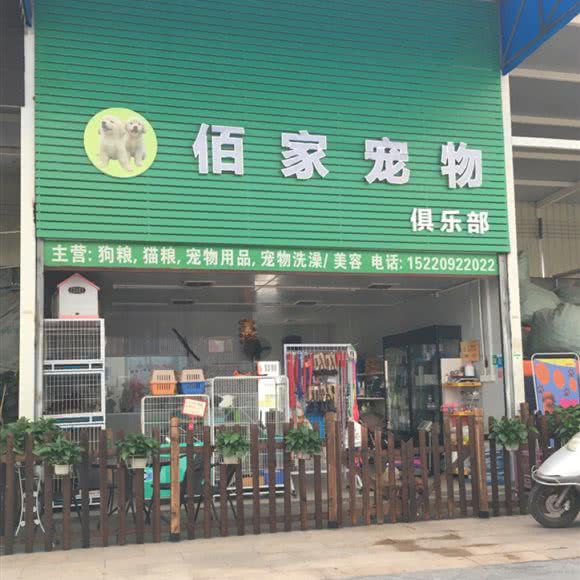 佰家宠物
俱乐部
主营: 狗粮, 猫粮, 宠物用品, 宠物洗澡/美容 电话: 15220922022